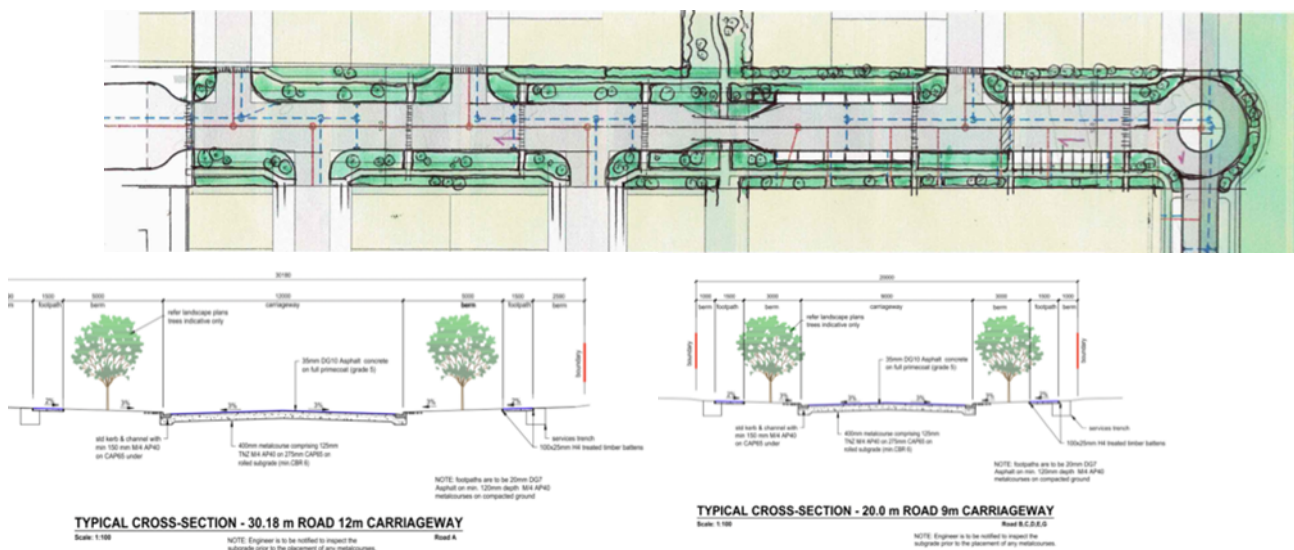 30180
1500
5000
12000
5000
1500
2500
footpath
berm
carriageway
berm
footpath
berm
refer landscape plans
trees indicative only
35mm DG10 Asphalt concrete
on full primecoat (grade 5)
boundary
3%
3%
3%
3%
std kerb & channel with
min 150 mm M/4 AP40
on CAP65 under
400mm metalcourse comprising 125mm
TNZ M/4 AP40 on 275mm CAP65 on
rolled subgrade (min.CBR 6)
services trench
100x25mm H4 treated timber battens
NOTE: footpaths are to be 20mm DG7
Asphalt on min. 120mm depth M/4 AP40
metalcourses on compacted ground
TYPICAL CROSS-SECTION - 30.18 m ROAD 12m CARRIAGEWAY
Scale: 1:100
Road A
NOTE: Engineer is to be notified to inspect the
subgrade prior to the placement of any metalcourses.
20000
1000
1500
3000
9000
3000
1500
1000
berm
footpath
berm
carriageway
berm
footpath
berm
refer landscape plans
trees indicative only
35mm DG10 Asphalt concrete
on full primecoat (grade 5)
boundary
boundary
3%
3%
std kerb & channel with
min 150 mm M/4 AP40
on CAP65 under
400mm metalcourse comprising 125mm
TNZ M/4 AP40 on 275mm CAP65 on
rolled subgrade (min.CBR 6)
services trench
100x25mm H4 treated timber battens
NOTE: footpaths are to be 20mm DG7
Asphalt on min. 120mm depth M/4 AP40
metalcourses on compacted ground
TYPICAL CROSS-SECTION - 20.0 m ROAD 9m CARRIAGEWAY
Scale: 1:100
Road B,C,D,E,G
NOTE: Engineer is to be notified to inspect the
subgrade prior to the placement of any metalcourses.